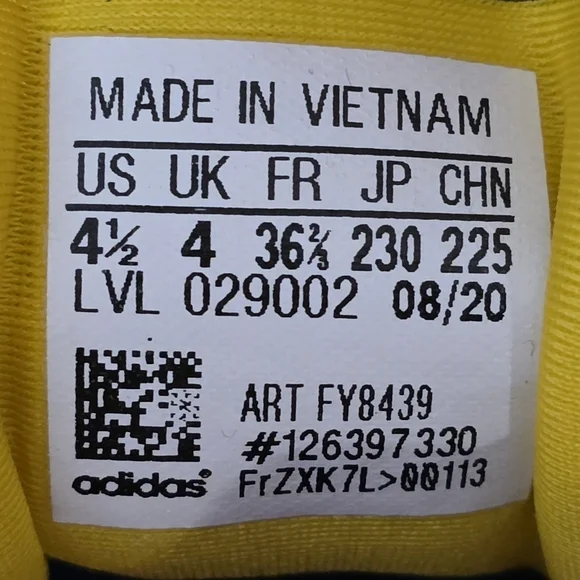 MADE IN VIETNAM
US UK FR JP CHN
4½ 4 36⅔ 230 225
LVL 029002 08/20
ART FY8439
#126397330
adidas® FrZXK7L>00113